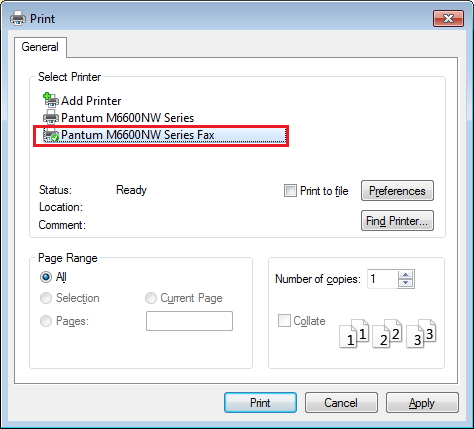 Print
General
Select Printer
Add Printer
Pantum M6600NW Series
Pantum M6600NW Series Fax
Status: Ready
Print to file
Preferences
Location:
Comment:
Find Printer...
Page Range
All
Selection
Current Page
Pages:
Number of copies: 1
Collate
1 1 2 2 3 3
Print
Cancel
Apply